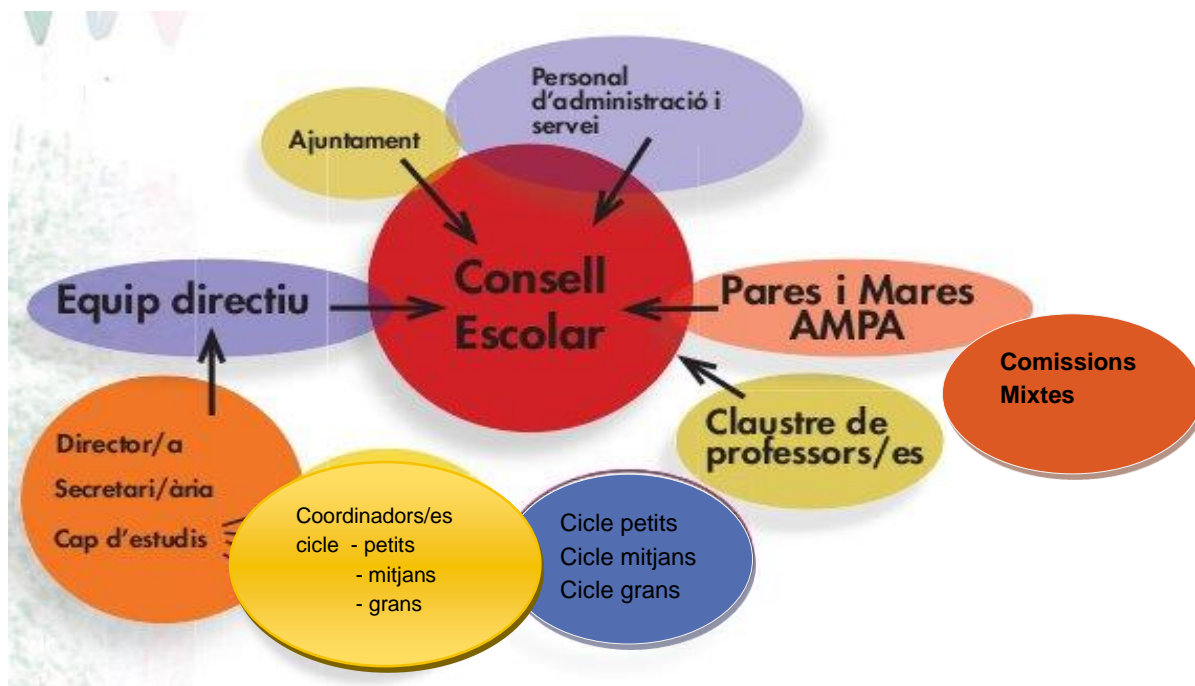 Personal
d'administració i
servei
Ajuntament
Consell
Escolar
Equip directiu
Pares i Mares
AMPA
Comissions
Mixtes
Claustre de
professors/es
Director/a
Secretari/ària
Cap d'estudis
Coordinadors/es
cicle - petits
- mitjans
- grans
Cicle petits
Cicle mitjans
Cicle grans